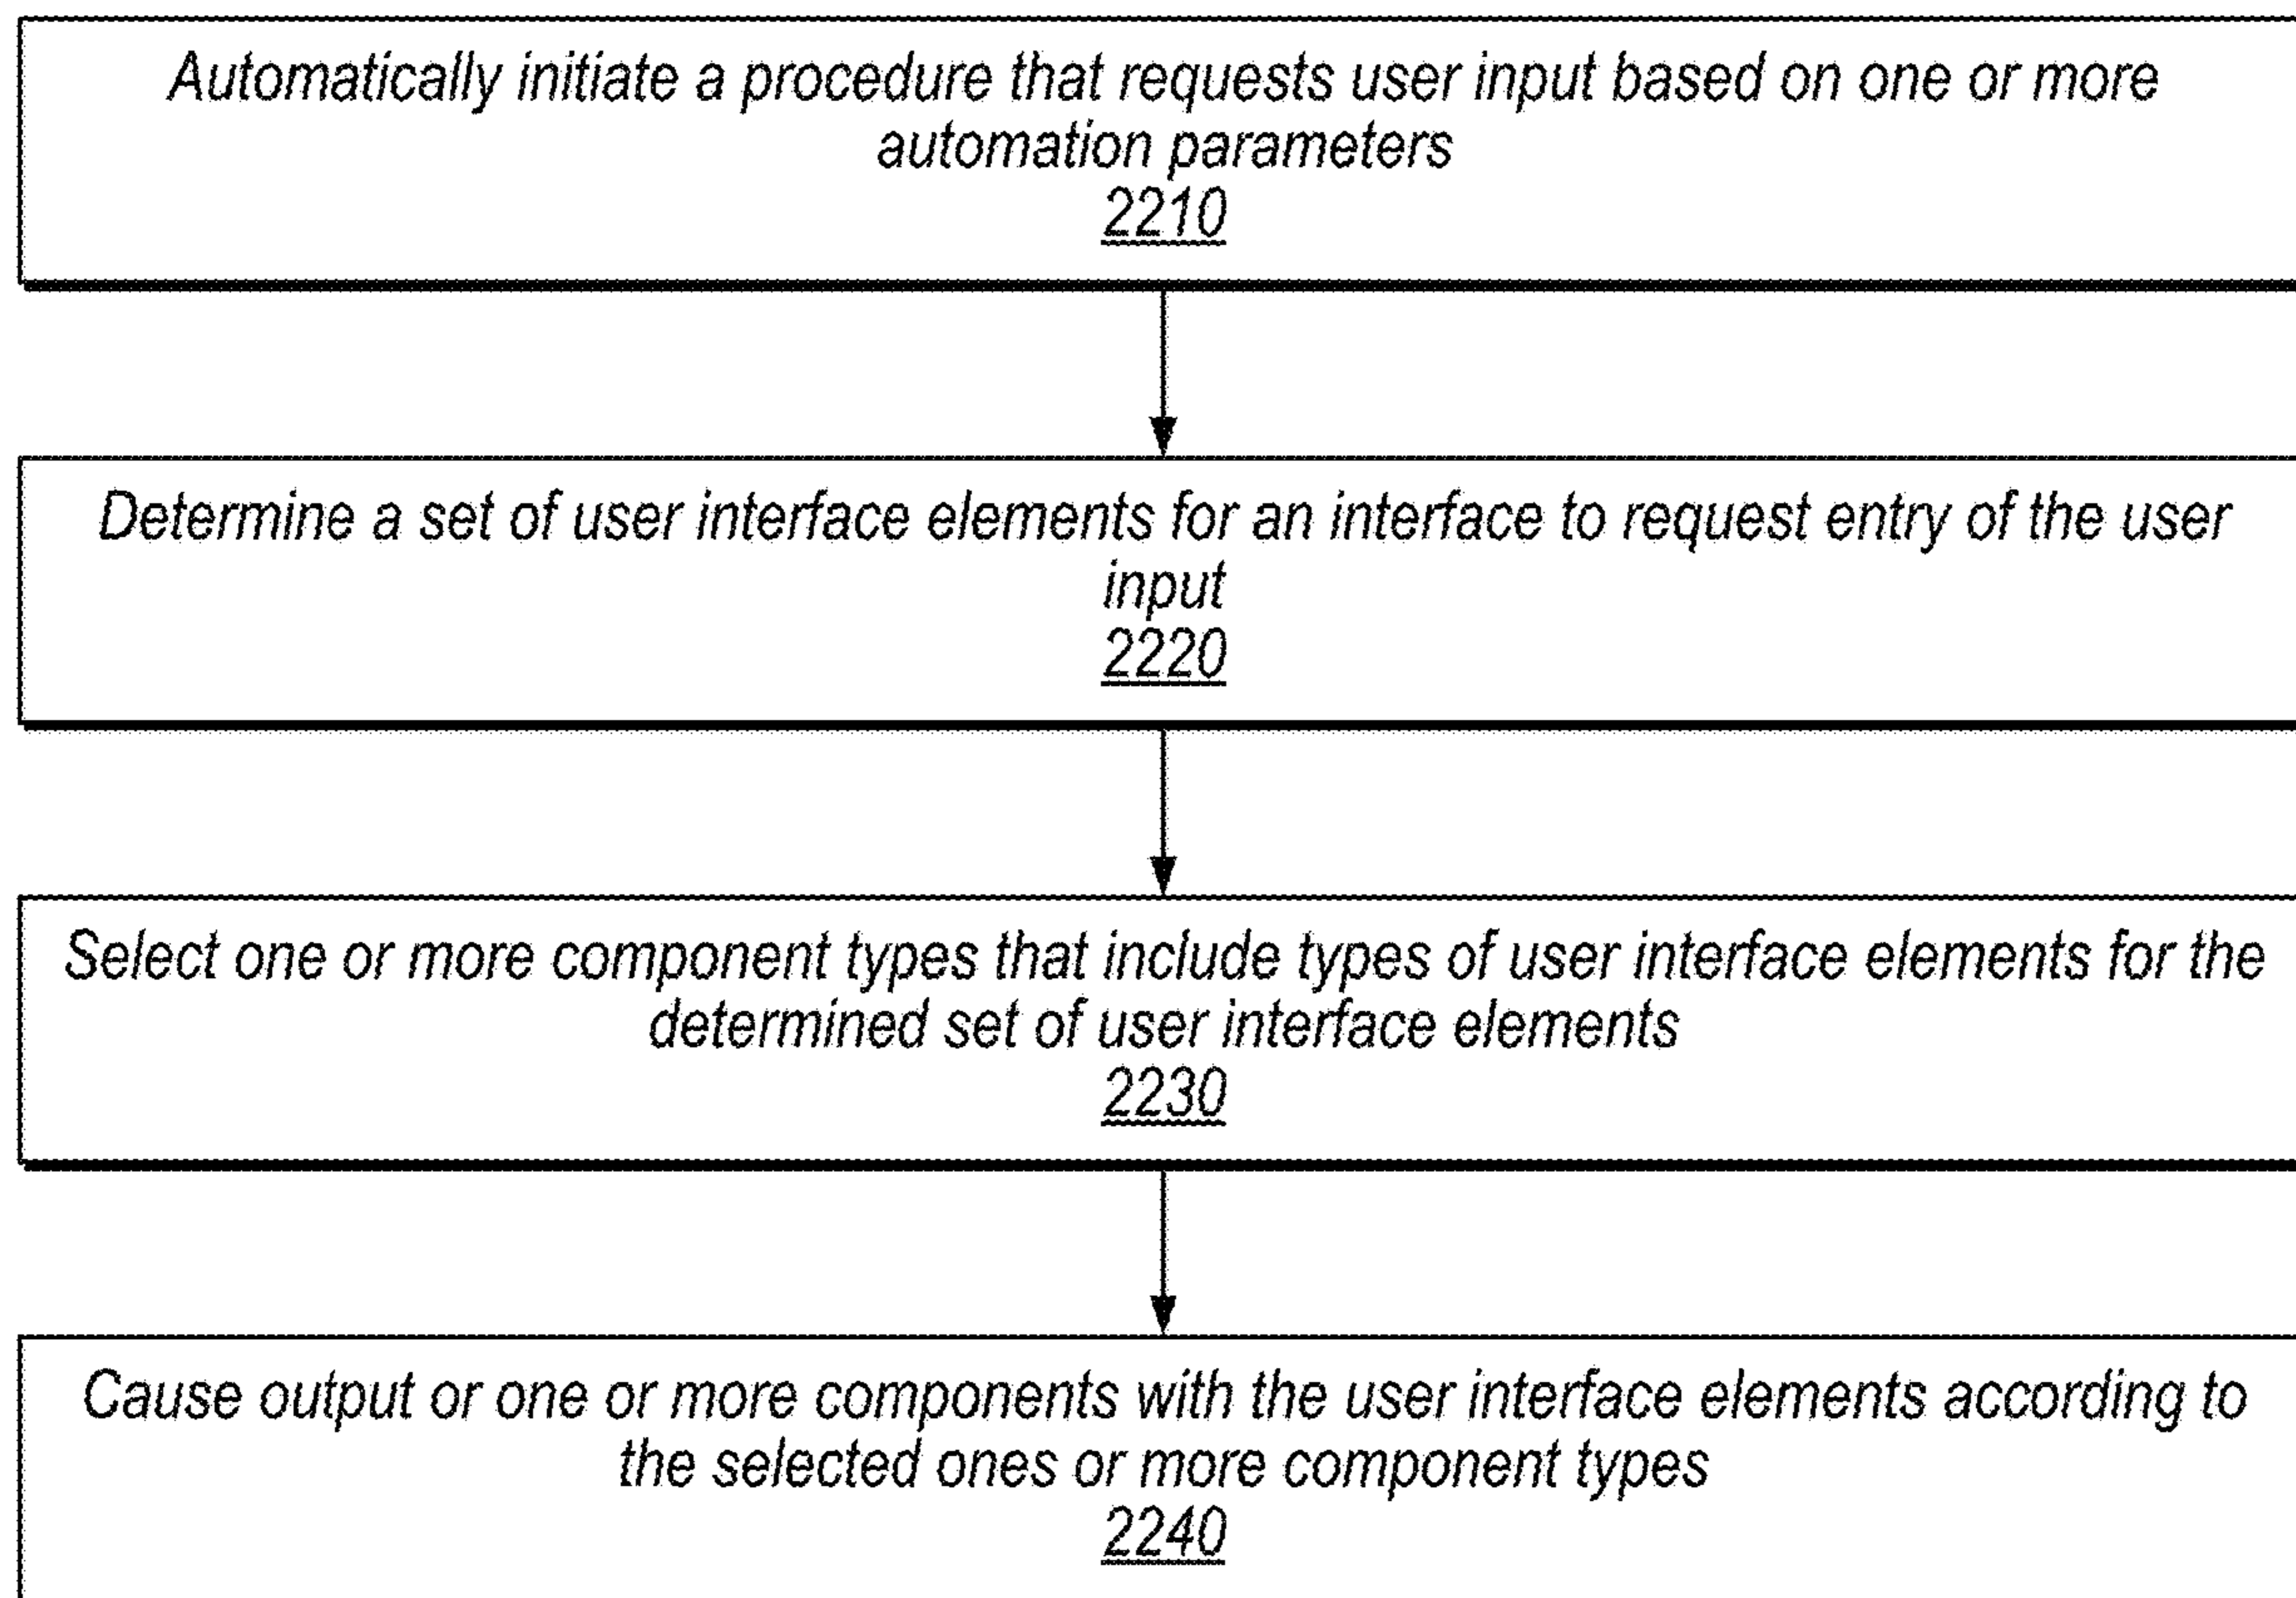 Automatically initiate a procedure that requests user input based on one or more
automation parameters
2210
Determine a set of user interface elements for an interface to request entry of the user
input
2220
Select one or more component types that include types of user interface elements for the
determined set of user interface elements
2230
Cause output or one or more components with the user interface elements according to
the selected ones or more component types
2240